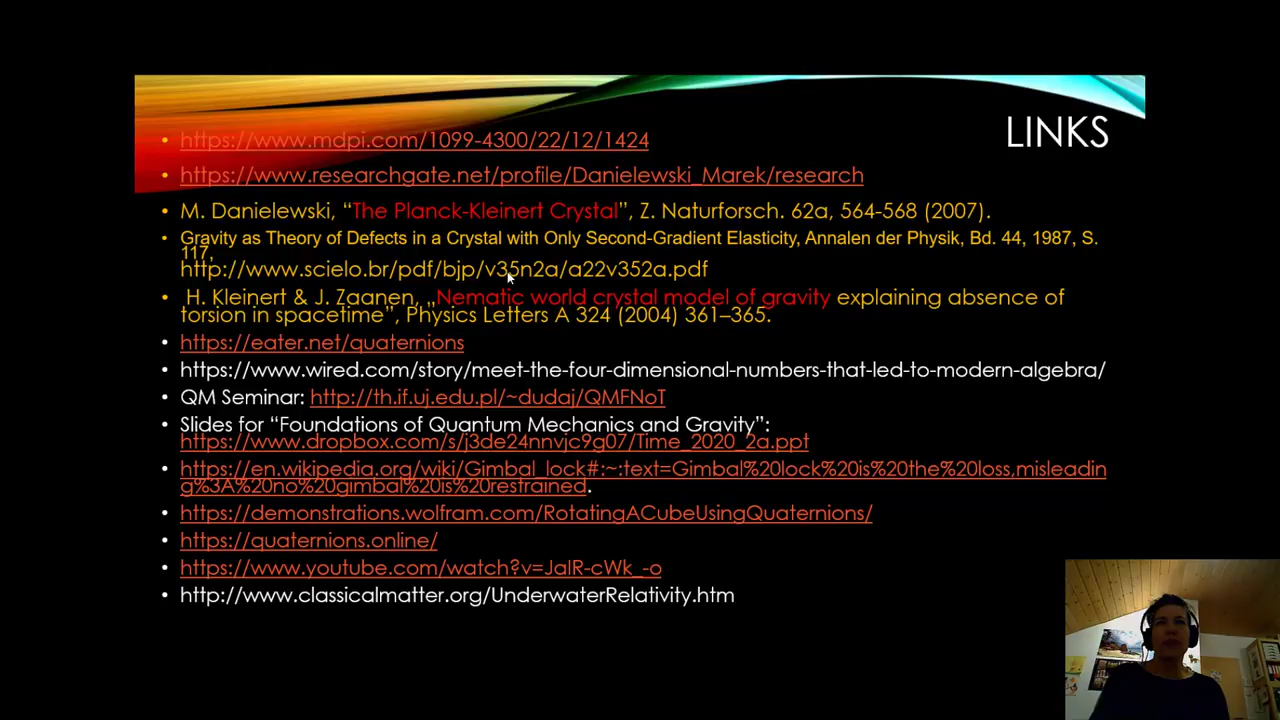 LINKS
• https://www.mdpi.com/1099-4300/22/12/1424
• https://www.researchgate.net/profile/Danielewski_Marek/research
• M. Danielewski, “The Planck-Kleinert Crystal”, Z. Naturforsch. 62a, 564-568 (2007).
• Gravity as Theory of Defects in a Crystal with Only Second-Gradient Elasticity, Annalen der Physik, Bd. 44, 1987, S.
117,
http://www.scielo.br/pdf/bjp/v35n2a/a22v352a.pdf
• H. Kleinert & J. Zaanen, „Nematic world crystal model of gravity explaining absence of
torsion in spacetime”, Physics Letters A 324 (2004) 361–365.
• https://eater.net/quaternions
• https://www.wired.com/story/meet-the-four-dimensional-numbers-that-led-to-modern-algebra/
• QM Seminar: http://th.if.uj.edu.pl/~dudaj/QMFNoT
• Slides for “Foundations of Quantum Mechanics and Gravity”:
https://www.dropbox.com/s/j3de24nnvjc9g07/Time_2020_2a.ppt
• https://en.wikipedia.org/wiki/Gimbal_lock#:~:text=Gimbal%20lock%20is%20the%20loss,misleadin
g%3A%20no%20gimbal%20is%20restrained.
• https://demonstrations.wolfram.com/RotatingACubeUsingQuaternions/
• https://quaternions.online/
• https://www.youtube.com/watch?v=JaIR-cWk_-o
• http://www.classicalmatter.org/UnderwaterRelativity.htm